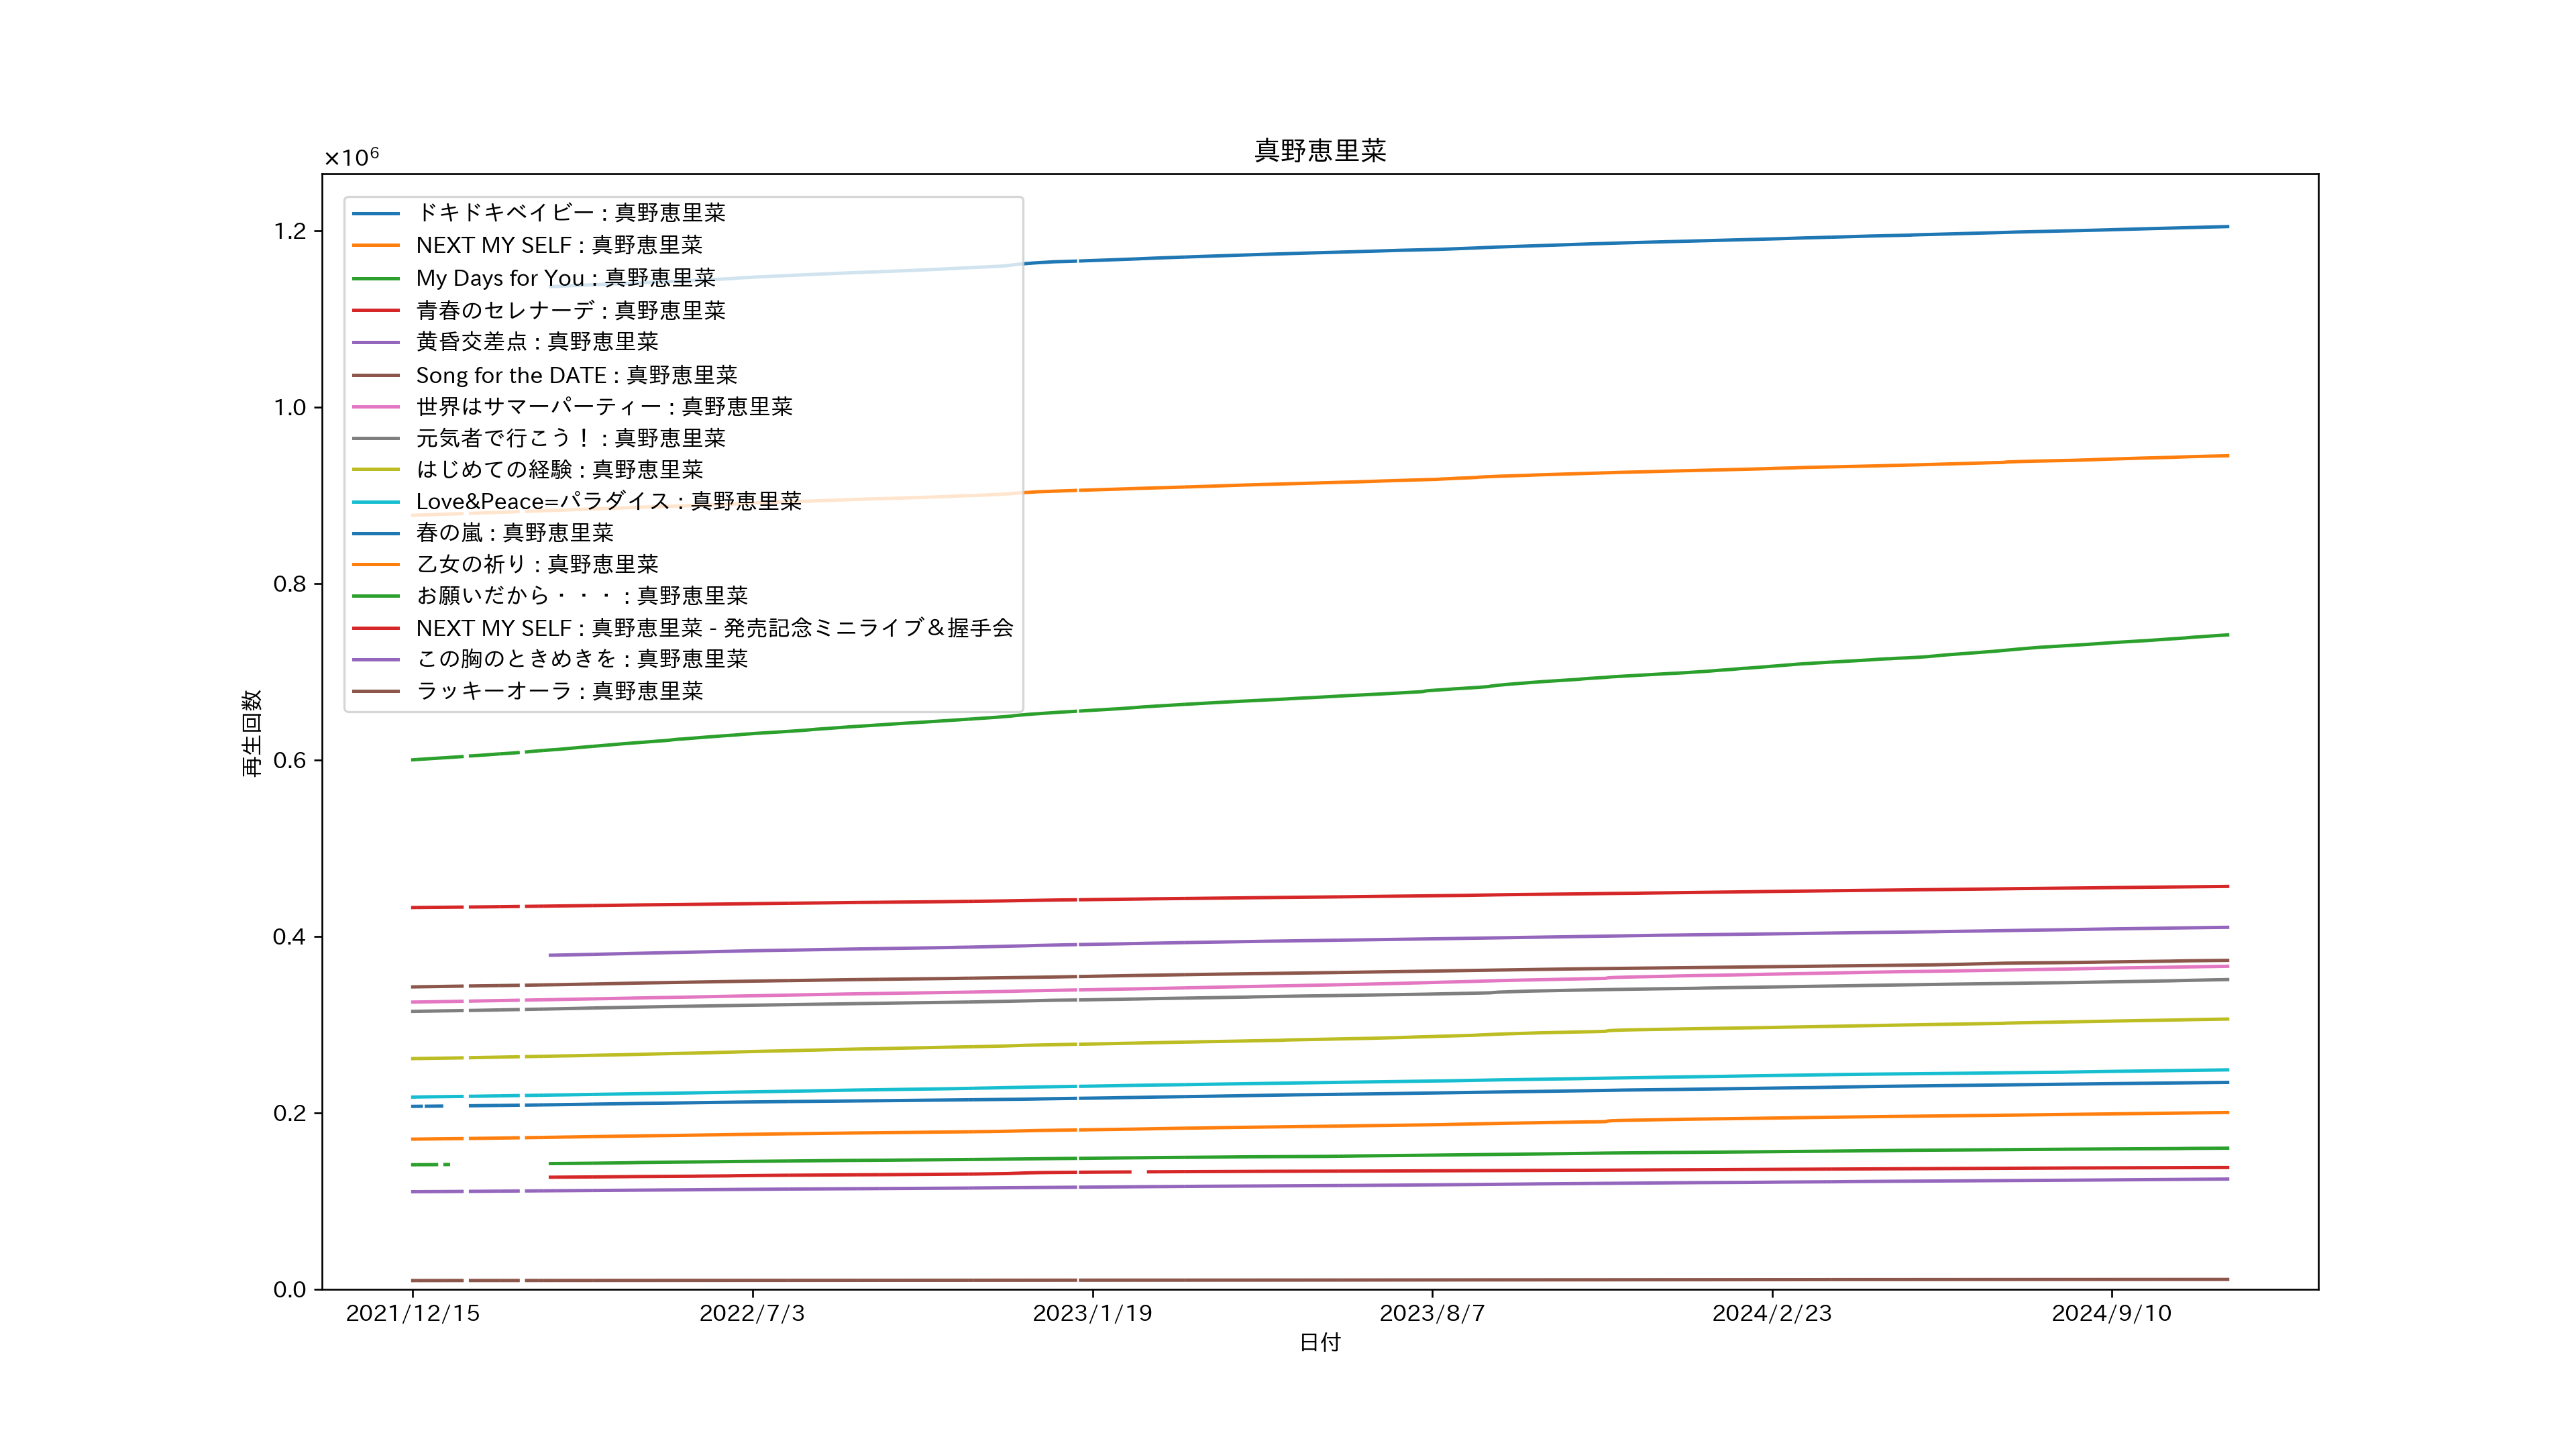 真野恵里菜
×10⁶
1.2
1.0
0.8
0.6
0.4
0.2
0.0
再生回数
ドキドキベイビー : 真野恵里菜
NEXT MY SELF : 真野恵里菜
My Days for You : 真野恵里菜
青春のセレナーデ : 真野恵里菜
黄昏交差点 : 真野恵里菜
Song for the DATE : 真野恵里菜
世界はサマーパーティー : 真野恵里菜
元気者で行こう！ : 真野恵里菜
はじめての経験 : 真野恵里菜
Love&Peace=パラダイス : 真野恵里菜
春の嵐 : 真野恵里菜
乙女の祈り : 真野恵里菜
お願いだから・・・ : 真野恵里菜
NEXT MY SELF : 真野恵里菜 - 発売記念ミニライブ＆握手会
この胸のときめきを : 真野恵里菜
ラッキーオーラ : 真野恵里菜
2021/12/15
2022/7/3
2023/1/19
2023/8/7
2024/2/23
2024/9/10
日付